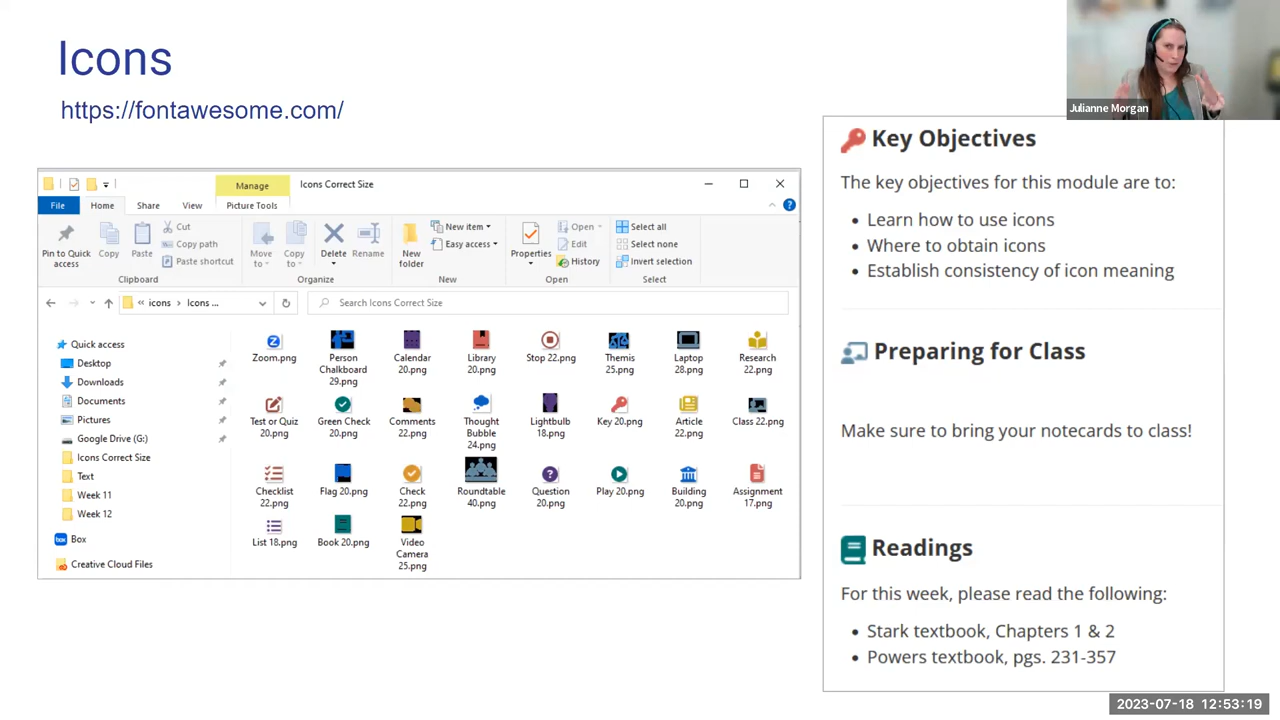 Icons
https://fontawesome.com/
Julianne Morgan
Manage
Icons Correct Size
File
Home
Share
View
Picture Tools
Pin to Quick
access
Copy
Paste
Cut
Copy path
Paste shortcut
Clipboard
Move
to
Copy
to
Delete
Rename
Organize
New
folder
New item
Easy access
New
Properties
Open
Edit
History
Open
Select all
Select none
Invert selection
Select
« icons › Icons ...
Search Icons Correct Size
Quick access
Desktop
Downloads
Documents
Pictures
Google Drive (G:)
Icons Correct Size
Text
Week 11
Week 12
Box
box
Creative Cloud Files
Zoom.png
Person
Chalkboard
29.png
Calendar
20.png
Library
20.png
Stop 22.png
Themis
25.png
Laptop
28.png
Research
22.png
Test or Quiz
20.png
Green Check
20.png
Comments
22.png
Thought
Bubble
24.png
Lightbulb
18.png
Key 20.png
Article
22.png
Class 22.png
Checklist
22.png
Flag 20.png
Check
22.png
Roundtable
40.png
Question
20.png
Play 20.png
Building
20.png
Assignment
17.png
List 18.png
Book 20.png
Video
Camera
25.png
Key Objectives
The key objectives for this module are to:
• Learn how to use icons
• Where to obtain icons
• Establish consistency of icon meaning
Preparing for Class
Make sure to bring your notecards to class!
Readings
For this week, please read the following:
• Stark textbook, Chapters 1 & 2
• Powers textbook, pgs. 231-357
2023-07-18 12:53:19